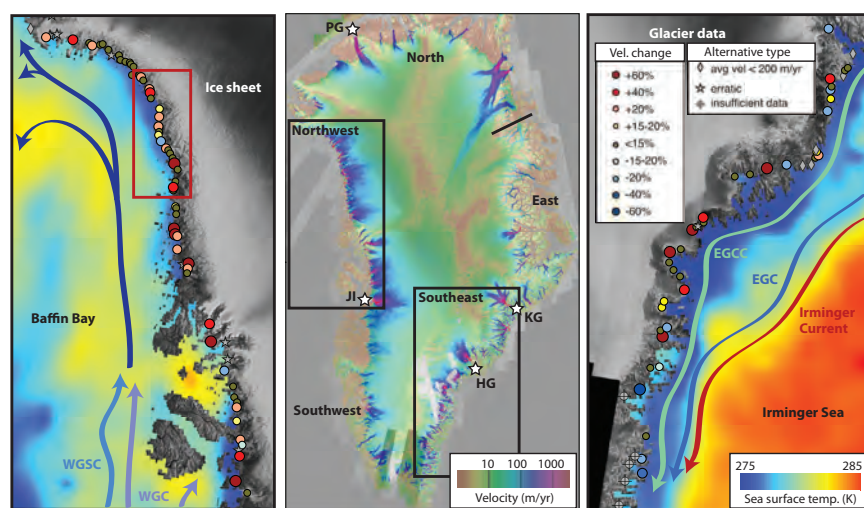 Ice sheet
Baffin Bay
WGSC
WGC
PG
North
Northwest
East
JI
Southeast
KG
HG
Southwest
10 100 1000
Velocity (m/yr)
Glacier data
Vel. change
+60%
+40%
+20%
+15-20%
<15%
-15-20%
-20%
-40%
-60%
Alternative type
avg vel < 200 m/yr
erratic
insufficient data
EGCC
EGC
Irminger
Current
Irminger Sea
275 285
Sea surface temp. (K)